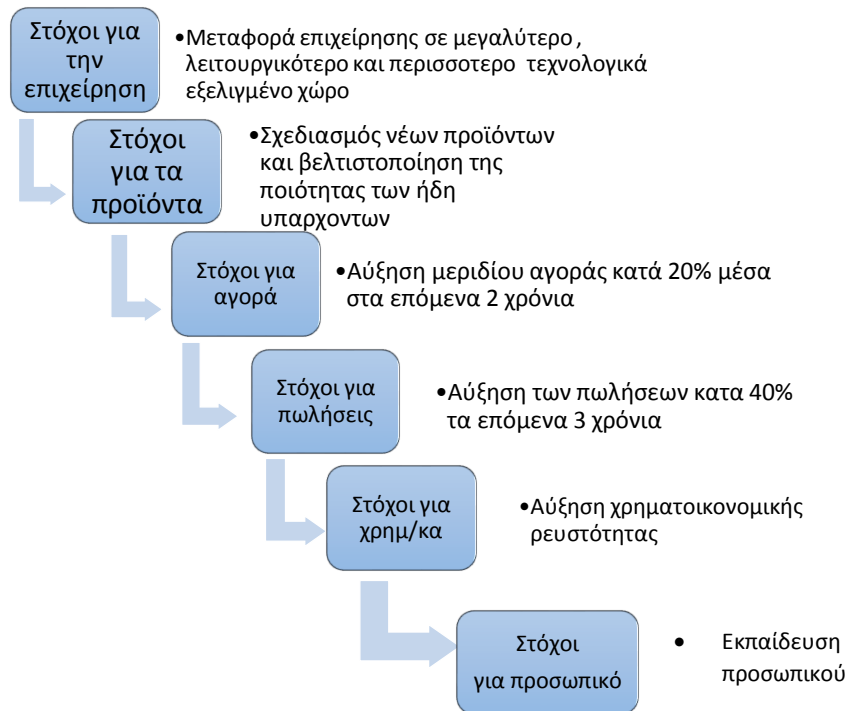 Στόχοι για
την
επιχείρηση
•Μεταφορά επιχείρησης σε μεγαλύτερο ,
λειτουργικότερο και περισσοτερο τεχνολογικά
εξελιγμένο χώρο
Στόχοι
για τα
προϊόντα
•Σχεδιασμός νέων προϊόντων
και βελτιστοποίηση της
ποιότητας των ήδη
υπαρχοντων
Στόχοι για
αγορά
•Αύξηση μεριδίου αγοράς κατά 20% μέσα
στα επόμενα 2 χρόνια
Στόχοι για
πωλήσεις
•Αύξηση των πωλήσεων κατα 40%
τα επόμενα 3 χρόνια
Στόχοι για
χρημ/κα
•Αύξηση χρηματοικονομικής
ρευστότητας
Στόχοι
για προσωπικό
• Εκπαίδευση
προσωπικού